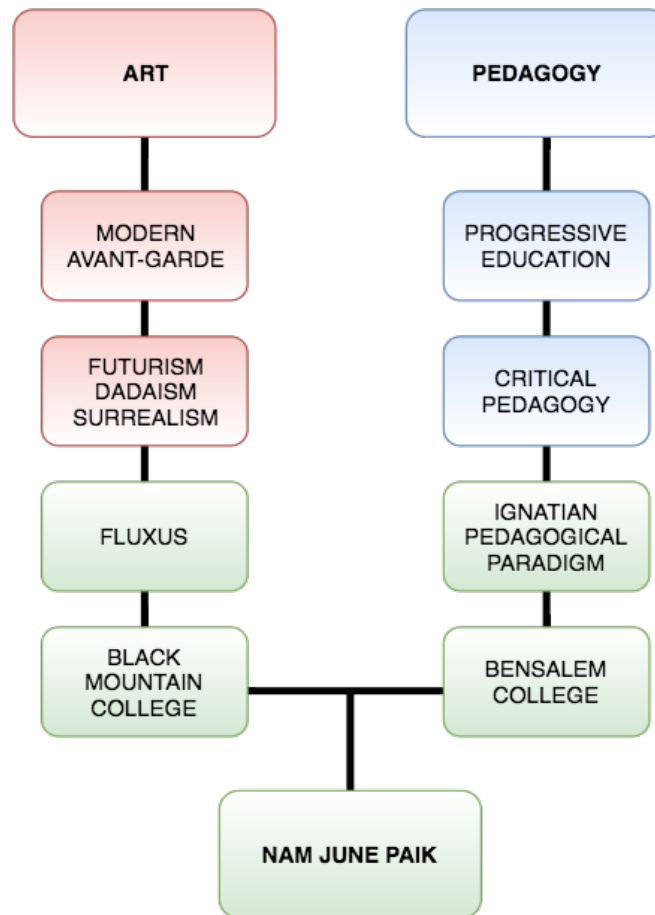 ART
PEDAGOGY
MODERN
AVANT-GARDE
PROGRESSIVE
EDUCATION
FUTURISM
DADAISM
SURREALISM
CRITICAL
PEDAGOGY
FLUXUS
IGNATIAN
PEDAGOGICAL
PARADIGM
BLACK
MOUNTAIN
COLLEGE
BENSALEM
COLLEGE
NAM JUNE PAIK